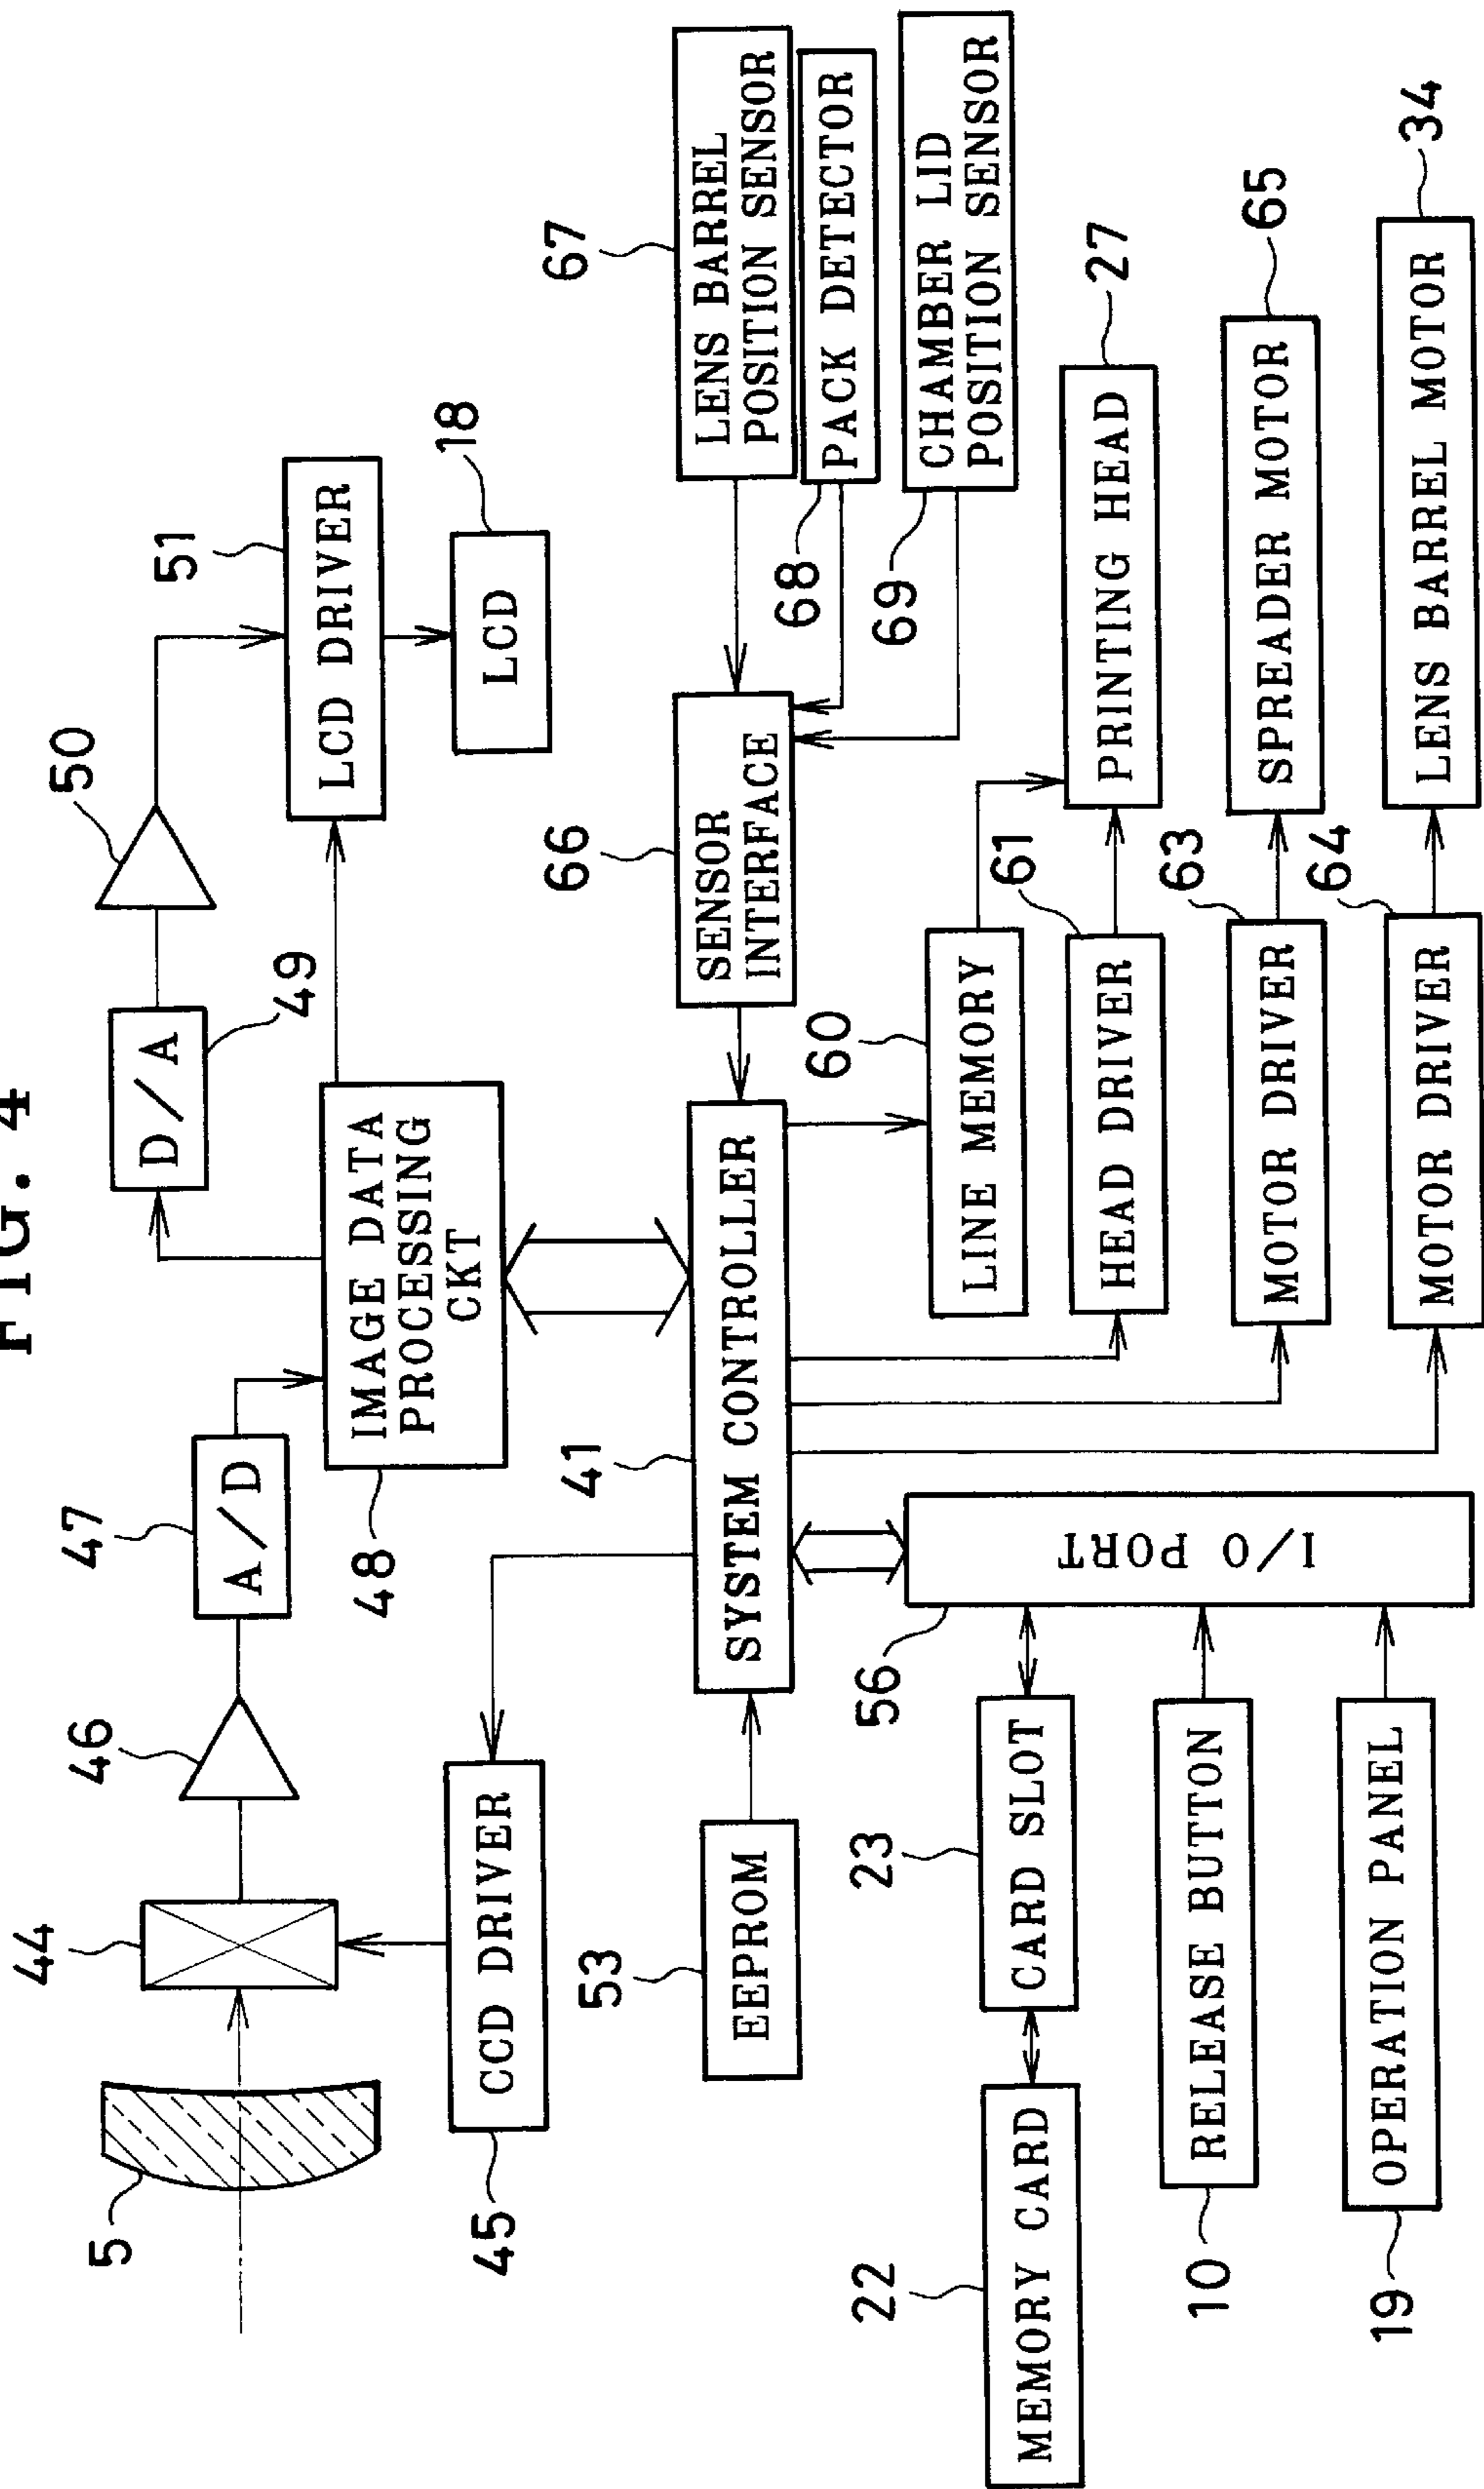 FIG. 4
5
44
46
47
A/D
48
IMAGE DATA
PROCESSING
CKT
D/A
49
50
51
LCD DRIVER
LCD
18
45
CCD DRIVER
53
EEPROM
41
SYSTEM CONTROLLER
66
SENSOR
INTERFACE
67
LENS BARREL
POSITION SENSOR
68
PACK DETECTOR
69
CHAMBER LID
POSITION SENSOR
22
MEMORY CARD
23
CARD SLOT
56
I/O PORT
10
RELEASE BUTTON
19
OPERATION PANEL
60
LINE MEMORY
61
HEAD DRIVER
PRINTING HEAD
27
63
MOTOR DRIVER
SPREADER MOTOR
65
64
MOTOR DRIVER
LENS BARREL MOTOR
34